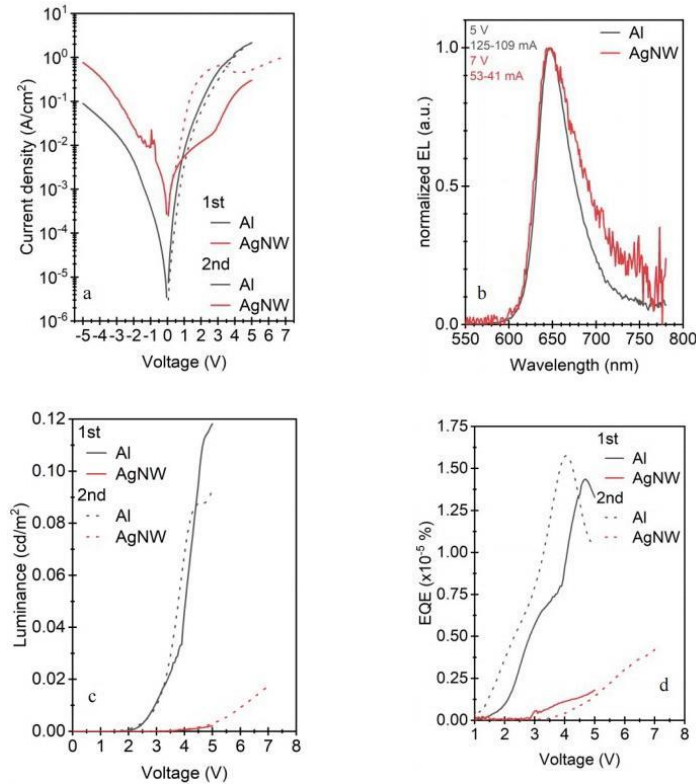 10¹
10⁰
10⁻¹
10⁻²
10⁻³
10⁻⁴
10⁻⁵
10⁻⁶
Current density (A/cm²)
1st
Al
AgNW
2nd
Al
AgNW
a
-5-4-3-2-1 0 1 2 3 4 5 6 7
Voltage (V)
5 V
125-109 mA
7 V
53-41 mA
Al
AgNW
1.0
0.5
0.0
normalized EL (a.u.)
b
550 600 650 700 750 800
Wavelength (nm)
0.12
0.10
0.08
0.06
0.04
0.02
0.00
Luminance (cd/m²)
1st
Al
AgNW
2nd
Al
AgNW
c
0 1 2 3 4 5 6 7 8
Voltage (V)
1.75
1.50
1.25
1.00
0.75
0.50
0.25
0.00
EQE (x10⁻⁵ %)
1st
Al
AgNW
2nd
Al
AgNW
d
1 2 3 4 5 6 7 8
Voltage (V)